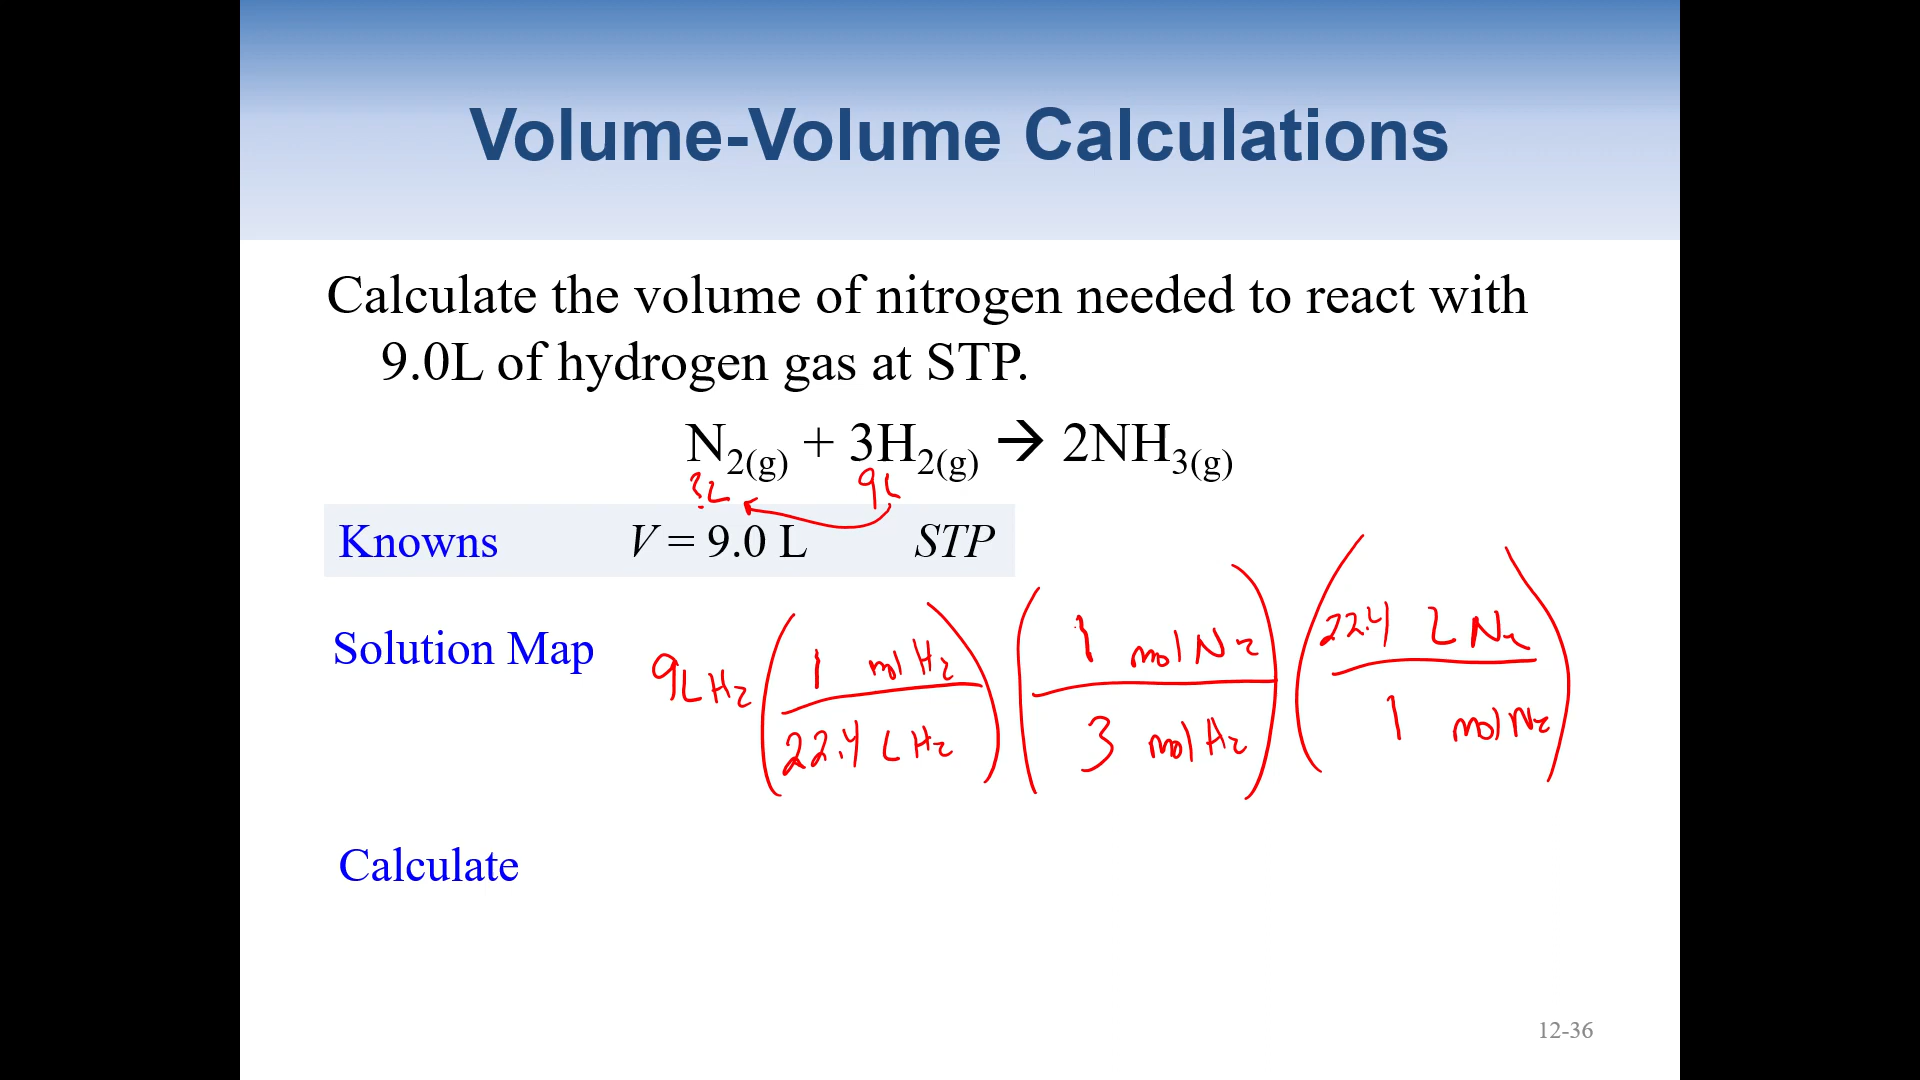 Volume-Volume Calculations
Calculate the volume of nitrogen needed to react with
9.0L of hydrogen gas at STP.
N2(g) + 3H2(g) → 2NH3(g)
?L 9L
Knowns V = 9.0 L STP
Solution Map
9L H2 (1 mol H2 / 22.4 L H2) (1 mol N2 / 3 mol H2) (22.4 L N2 / 1 mol N2)
Calculate
12-36